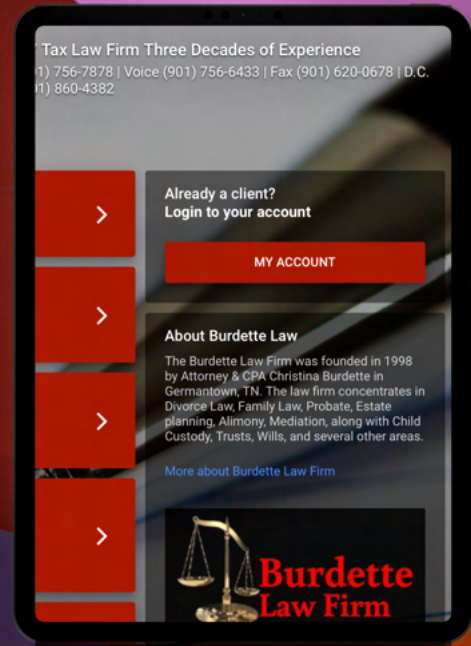 Tax Law Firm Three Decades of Experience
1) 756-7878 | Voice (901) 756-6433 | Fax (901) 620-0678 | D.C.
01) 860-4382
Already a client?
Login to your account
MY ACCOUNT
About Burdette Law
The Burdette Law Firm was founded in 1998
by Attorney & CPA Christina Burdette in
Germantown, TN. The law firm concentrates in
Divorce Law, Family Law, Probate, Estate
planning, Alimony, Mediation, along with Child
Custody, Trusts, Wills, and several other areas.
More about Burdette Law Firm
Burdette
Law Firm